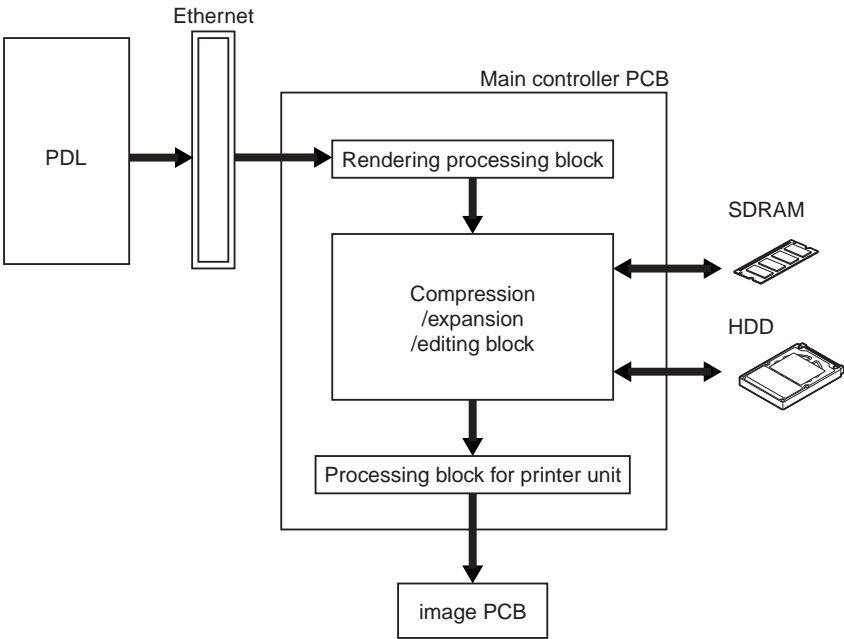 Ethernet
Main controller PCB
PDL
Rendering processing block
SDRAM
Compression
/expansion
/editing block
HDD
Processing block for printer unit
image PCB